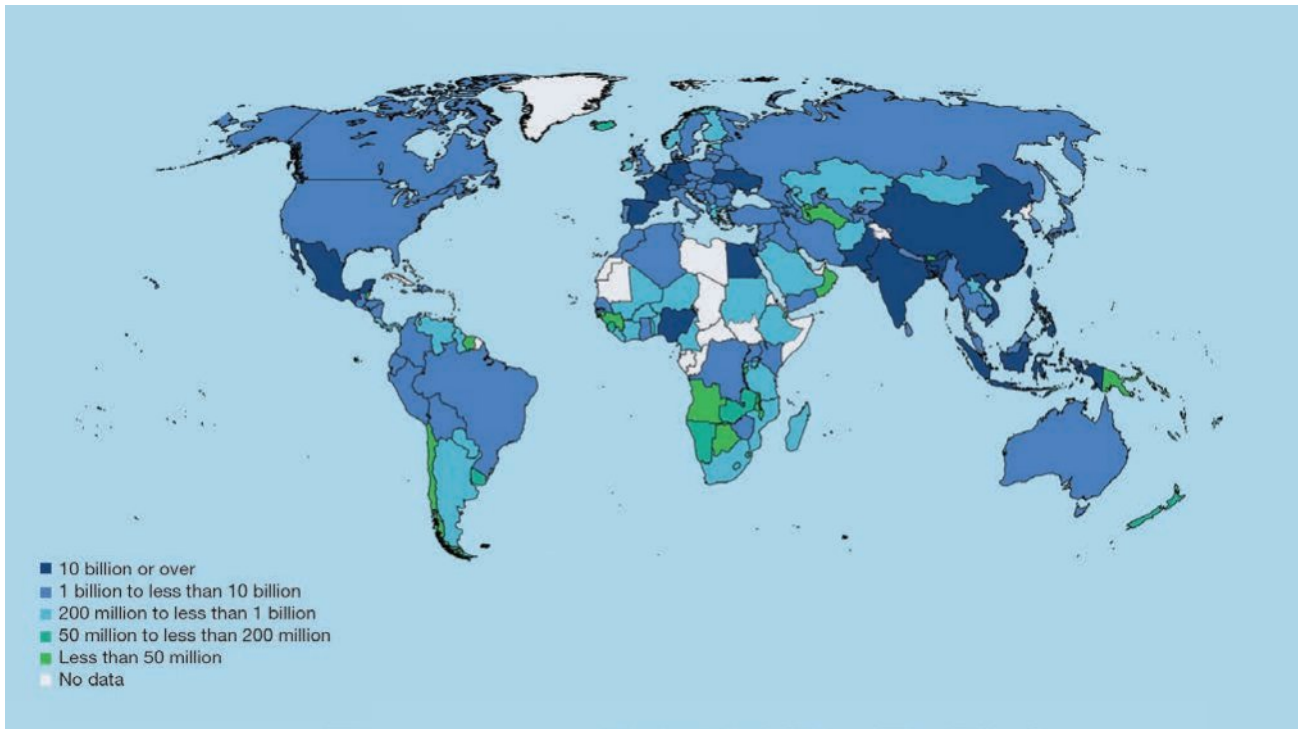 10 billion or over
1 billion to less than 10 billion
200 million to less than 1 billion
50 million to less than 200 million
Less than 50 million
No data